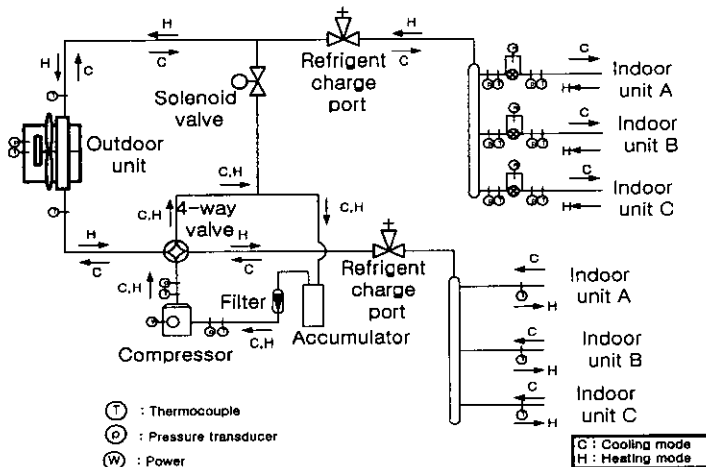 H
C
H
C
Refrigent
charge
port
H
C
Solenoid
valve
C
H
Indoor
unit A
C
H
Indoor
unit B
C
H
Indoor
unit C
Outdoor
unit
C,H
C,H
4-way
valve
C,H
H
C
H
C
Refrigent
charge
port
C,H
Filter
Accumulator
C,H
Compressor
C
H
Indoor
unit A
C
H
Indoor
unit B
C
H
Indoor
unit C
T : Thermocouple
P : Pressure transducer
W : Power
C : Cooling mode
H : Heating mode